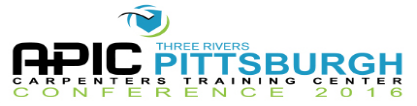 THREE RIVERS
APIC PITTSBURGH
CARPENTERS TRAINING CENTER
CONFERENCE 2016